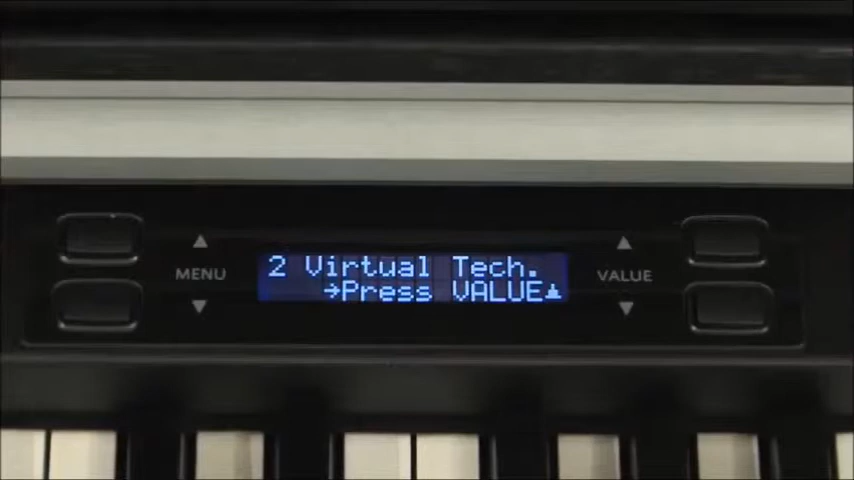 ▲ ▲
MENU VALUE
▼ ▼
2 Virtual Tech.
→Press VALUE▲